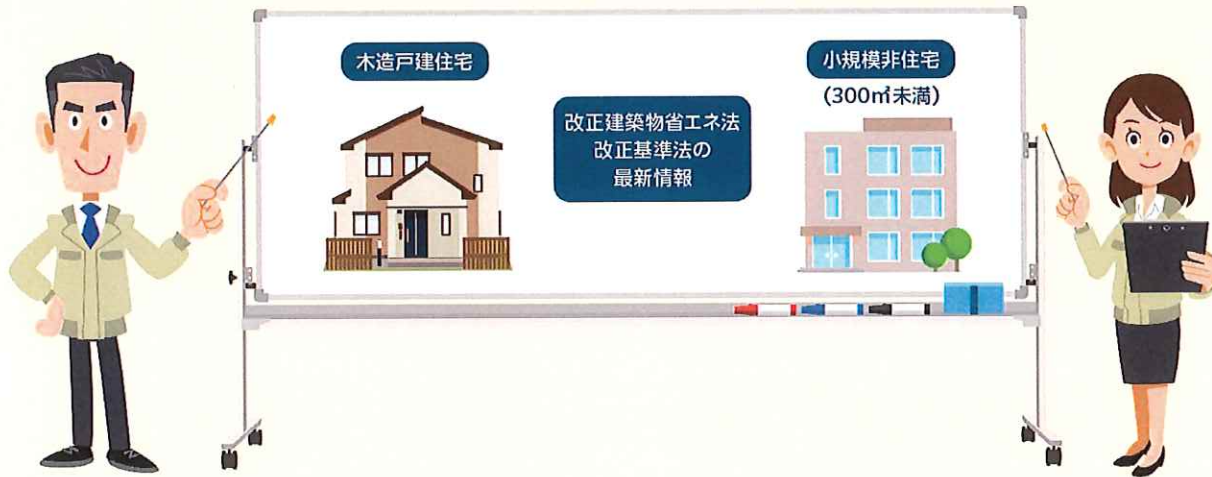 木造戸建住宅
改正建築物省エネ法
改正基準法の
最新情報
小規模非住宅
(300㎡未満)